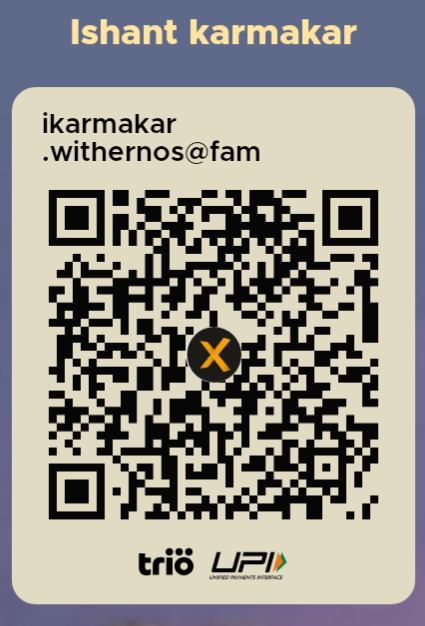 Ishant karmakar
ikarmakar
.withernos@fam
X
triö UPI
UNIFIED PAYMENTS INTERFACE